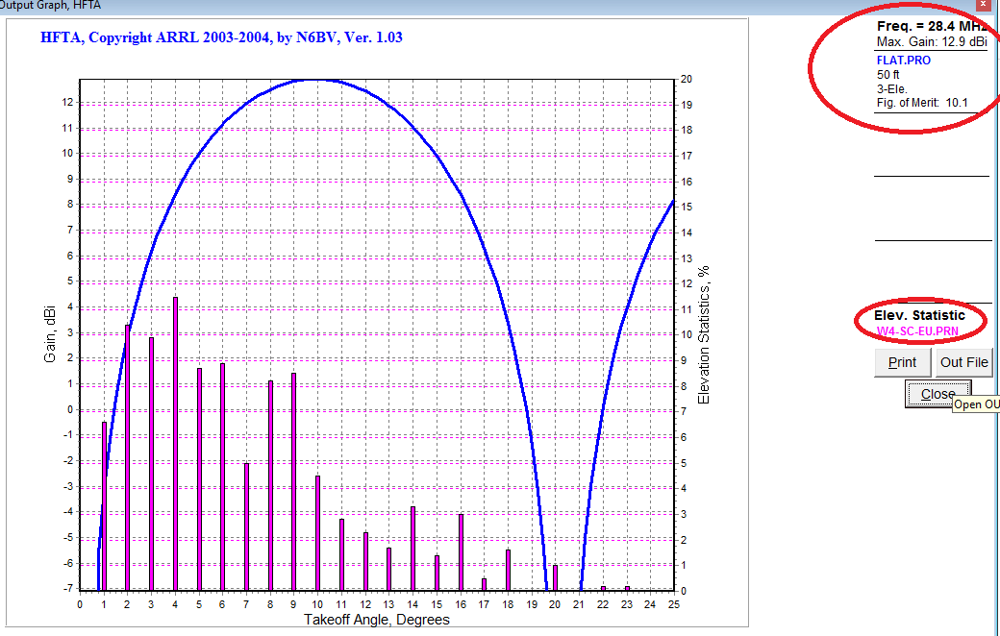 Output Graph, HFTA
x
HFTA, Copyright ARRL 2003-2004, by N6BV, Ver. 1.03
Freq. = 28.4 MHz
Max. Gain: 12.9 dBi
FLAT.PRO
50 ft
3-Ele.
Fig. of Merit: 10.1
Elev. Statistic
W4-SC-EU.PRN
Print
Out File
Close
Open OU
Gain, dBi
12
11
10
9
8
7
6
5
4
3
2
1
0
-1
-2
-3
-4
-5
-6
-7
20
19
18
17
16
15
14
13
12
11
10
9
8
7
6
5
4
3
2
1
0
Elevation Statistics, %
0 1 2 3 4 5 6 7 8 9 10 11 12 13 14 15 16 17 18 19 20 21 22 23 24 25
Takeoff Angle, Degrees